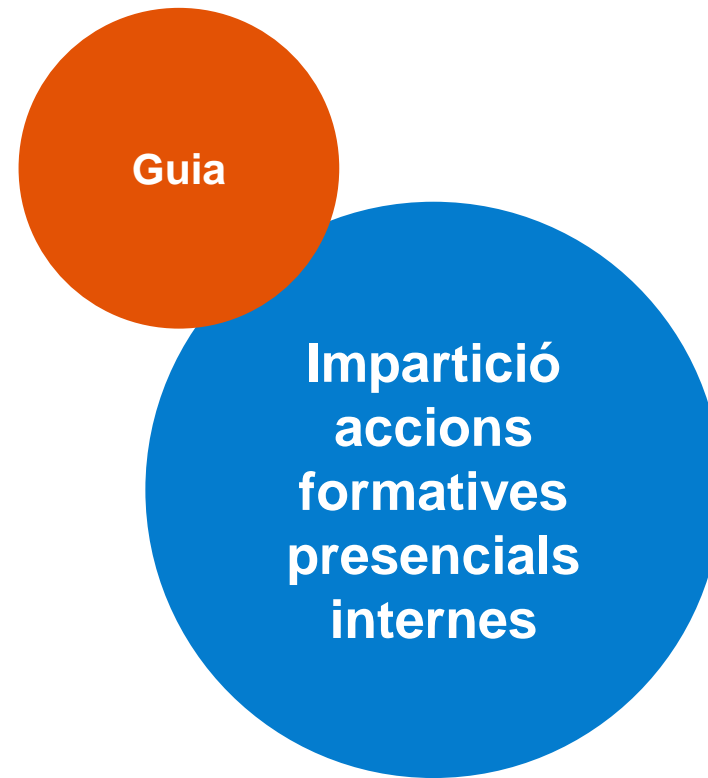 Guia
Impartició
accions
formatives
presencials
internes